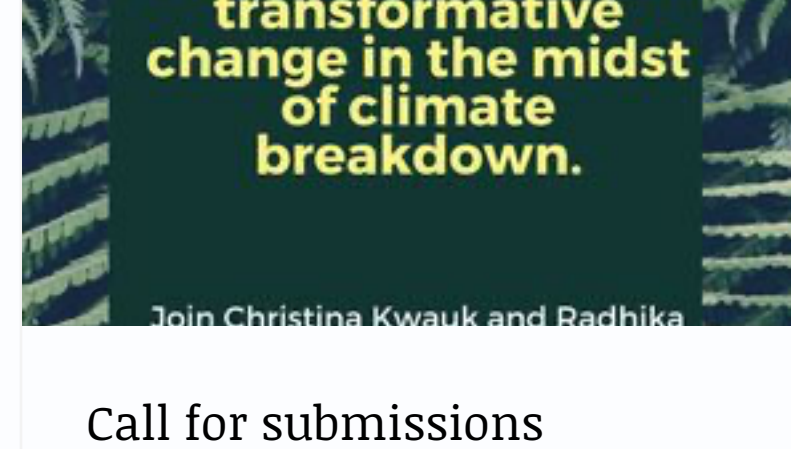 transformative
change in the midst
of climate
breakdown.
Join Christina Kwauk and Radhika
Call for submissions